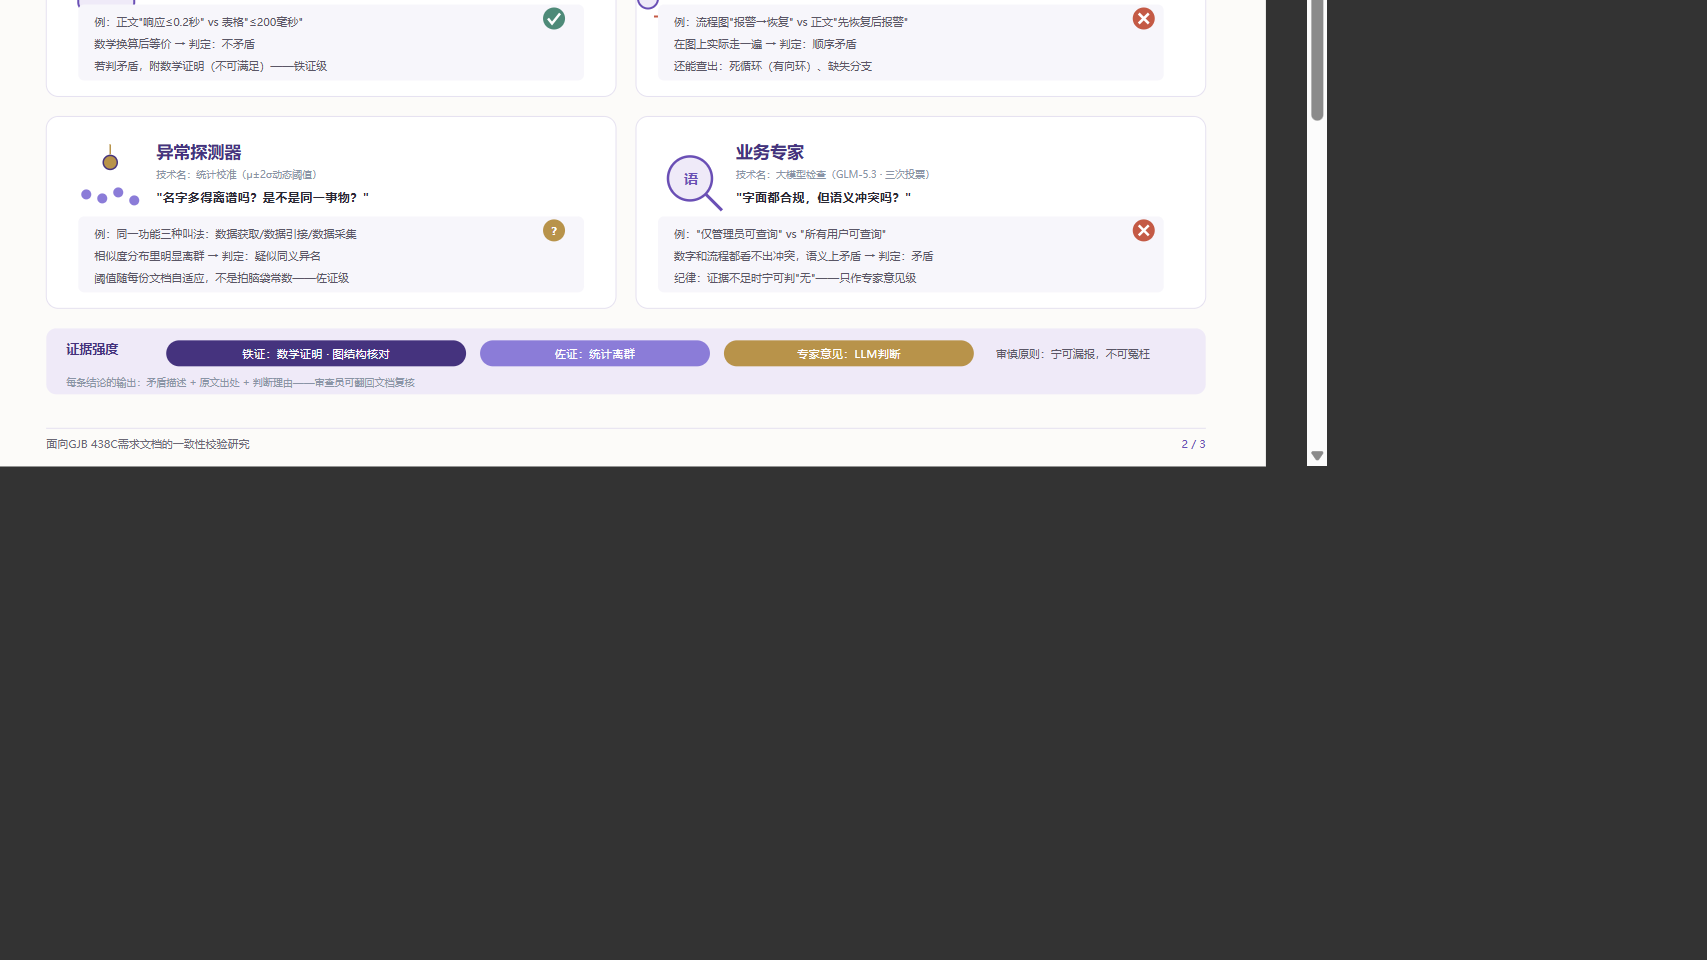 例：正文"响应≤0.2秒" vs 表格"≤200毫秒"
数学换算后等价 → 判定：不矛盾
若判矛盾，附数学证明（不可满足）——铁证级
例：流程图"报警→恢复" vs 正文"先恢复后报警"
在图上实际走一遍 → 判定：顺序矛盾
还能查出：死循环（有向环）、缺失分支
异常探测器
技术名：统计校准（μ±2σ动态阈值）
"名字多得离谱吗？是不是同一事物？"
例：同一功能三种叫法：数据获取/数据引接/数据采集
?
相似度分布里明显离群 → 判定：疑似同义异名
阈值随每份文档自适应，不是拍脑袋常数——佐证级
语
业务专家
技术名：大模型检查（GLM-5.3 · 三次投票）
"字面都合规，但语义冲突吗？"
例："仅管理员可查询" vs "所有用户可查询"
数字和流程都看不出冲突，语义上矛盾 → 判定：矛盾
纪律：证据不足时宁可判"无"——只作专家意见级
证据强度
铁证：数学证明 · 图结构核对
佐证：统计离群
专家意见：LLM判断
审慎原则：宁可漏报，不可冤枉
每条结论的输出：矛盾描述 + 原文出处 + 判断理由——审查员可翻回文档复核
面向GJB 438C需求文档的一致性校验研究
2 / 3